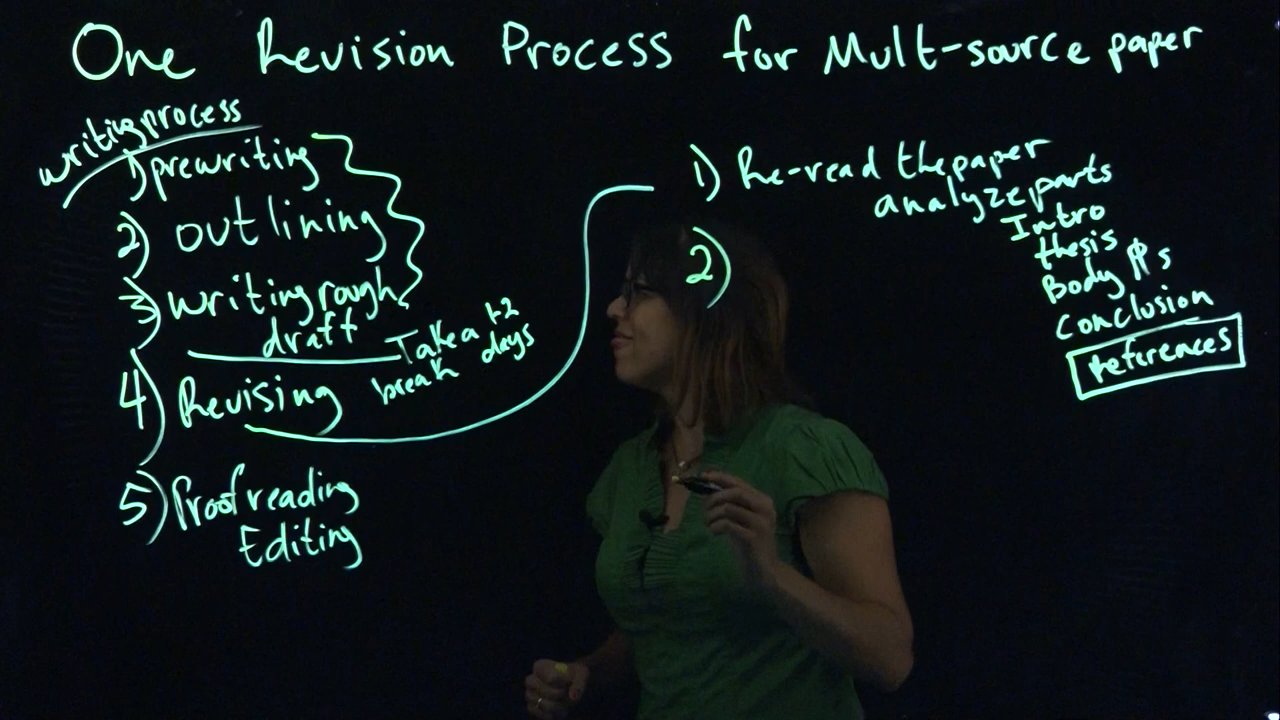 One Revision Process for Mult-source paper
writing process
1) prewriting
2) outlining
3) writing rough
draft
Take a 1-2
break days
4) Revising
5) Proofreading
Editing
1) Re-read the paper
analyze parts
Intro
thesis
Body ¶s
Conclusion
references
2)